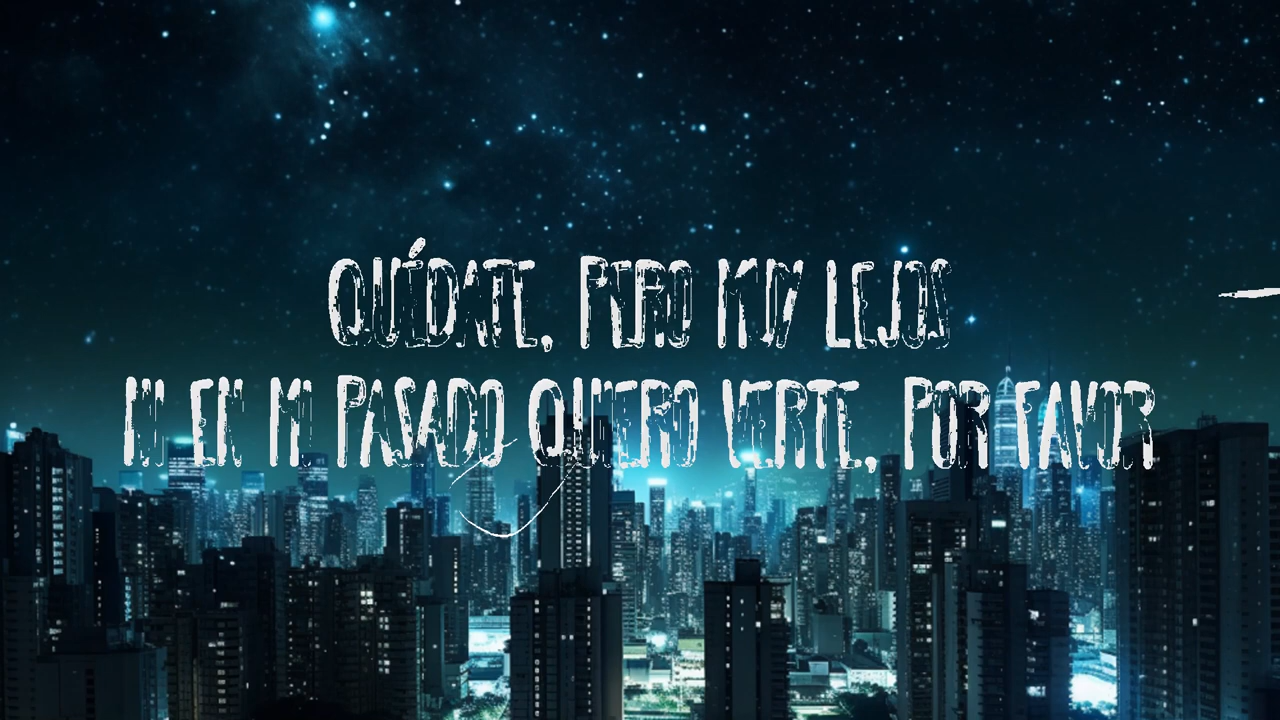 QUÉDATE, PERO MUY LEJOS
NI EN MI PASADO QUIERO VERTE, POR FAVOR